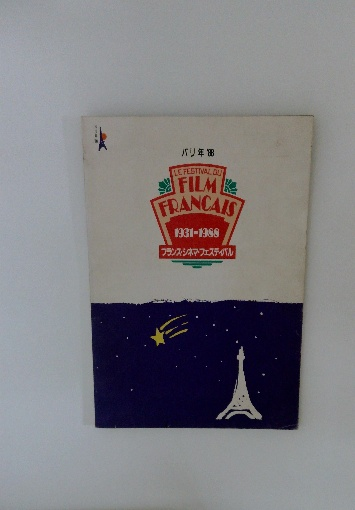 パリ年'88
LE FESTIVAL DU
FILM
FRANÇAIS
1931-1988
フランス・シネマ・フェスティバル